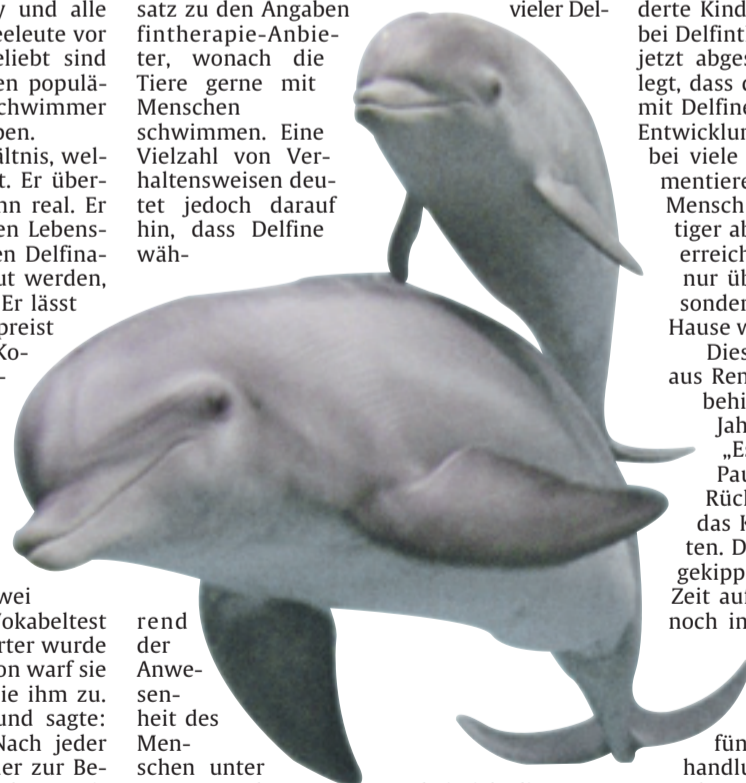 y und alle
eeleute vor
eliebt sind
en populä-
chwimmer
ben.
ältnis, wel-
t. Er über-
nn real. Er
en Lebens-
en Delfina-
ut werden,
Er lässt
preist
Ko-
-
wei
okabeltest
rter wurde
on warf sie
ie ihm zu.
und sagte:
Nach jeder
er zur Be-
satz zu den Angaben
vieler Del-
fintherapie-Anbie-
ter, wonach die
Tiere gerne mit
Menschen
schwimmen. Eine
Vielzahl von Ver-
haltensweisen deu-
tet jedoch darauf
hin, dass Delfine
wäh-
rend
der
Anwe-
sen-
heit des
Men-
schen unter
derte Kind
bei Delfint
jetzt abges
legt, dass d
mit Delfine
Entwicklun
bei viele
mentiere
Mensch
tiger ab
erreich
nur üb
sonder
Hause w
Dies
aus Ren
behi
Jah
„Es
Pau
Rück
das K
ten. D
gekipp
Zeit auf
noch in
fün
handlu